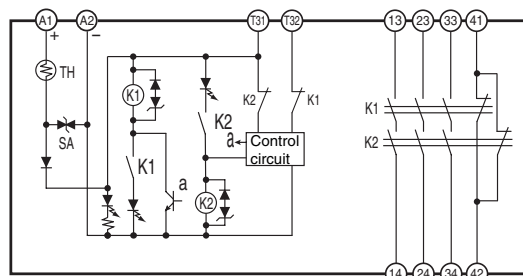 A1 A2 T31 T32 13 23 33 41
+ −
TH
K1
K2 K1
K1
K2
a
Control
circuit
SA
K1
K2
a
K2
14 24 34 42